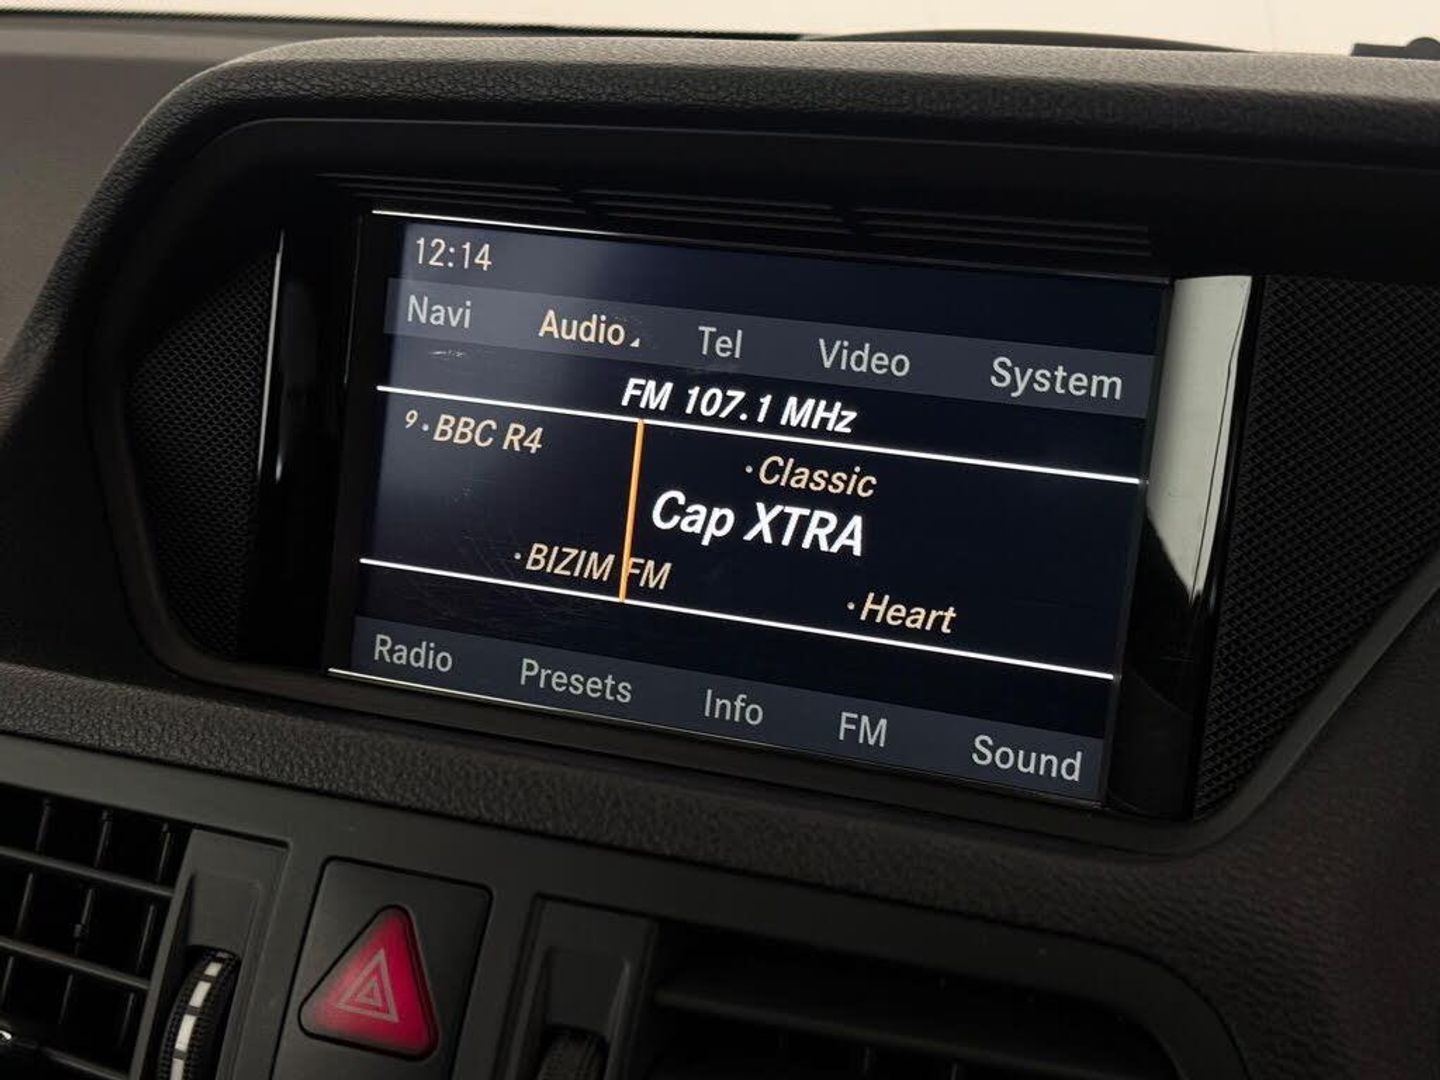 12:14
Navi Audio Tel Video System
FM 107.1 MHz
9·BBC R4
·Classic
Cap XTRA
·BIZIM FM
·Heart
Radio Presets Info FM Sound